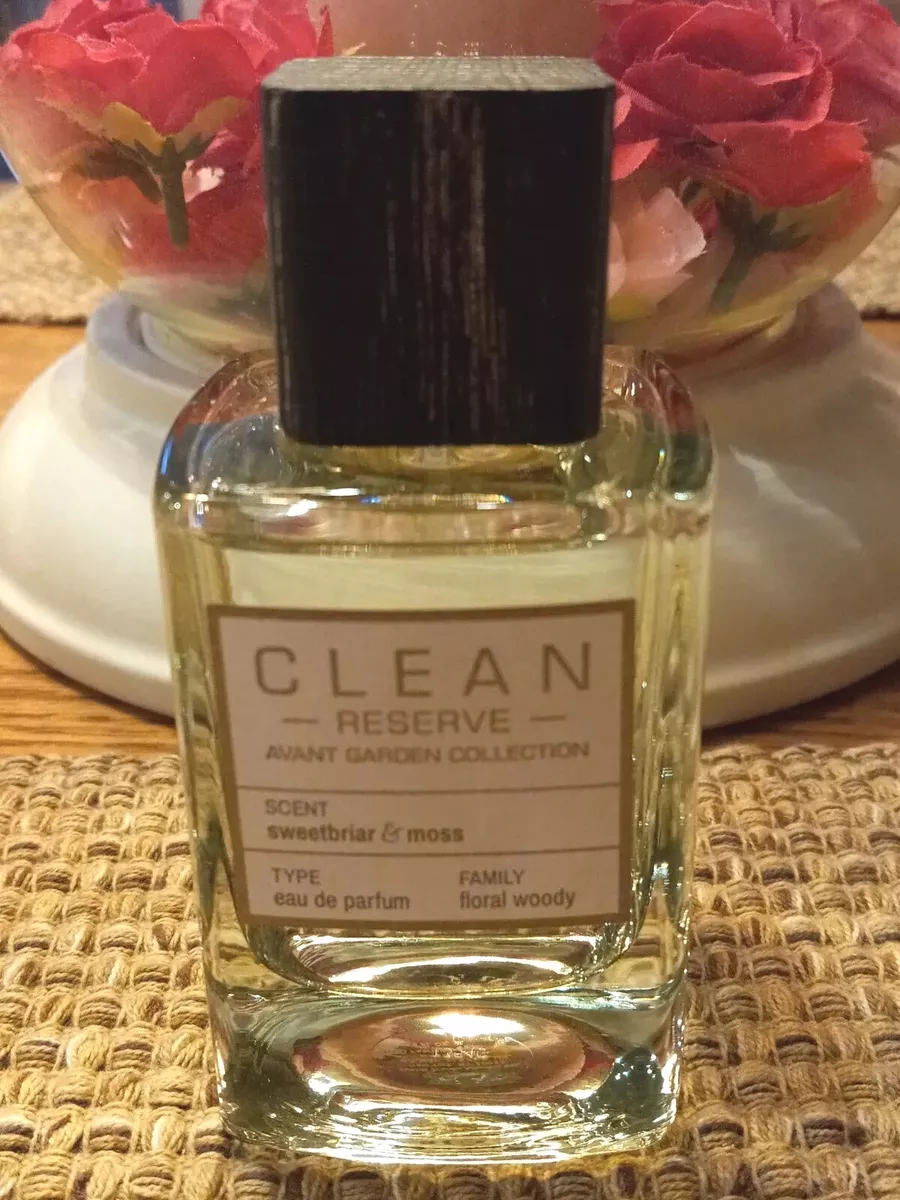 CLEAN
— RESERVE —
AVANT GARDEN COLLECTION
SCENT
sweetbriar & moss
TYPE FAMILY
eau de parfum floral woody